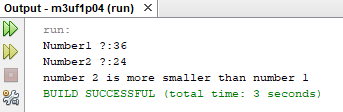 Output - m3uf1p04 (run) ×
run:
Number1 ?:36
Number2 ?:24
number 2 is more smaller than number 1
BUILD SUCCESSFUL (total time: 3 seconds)